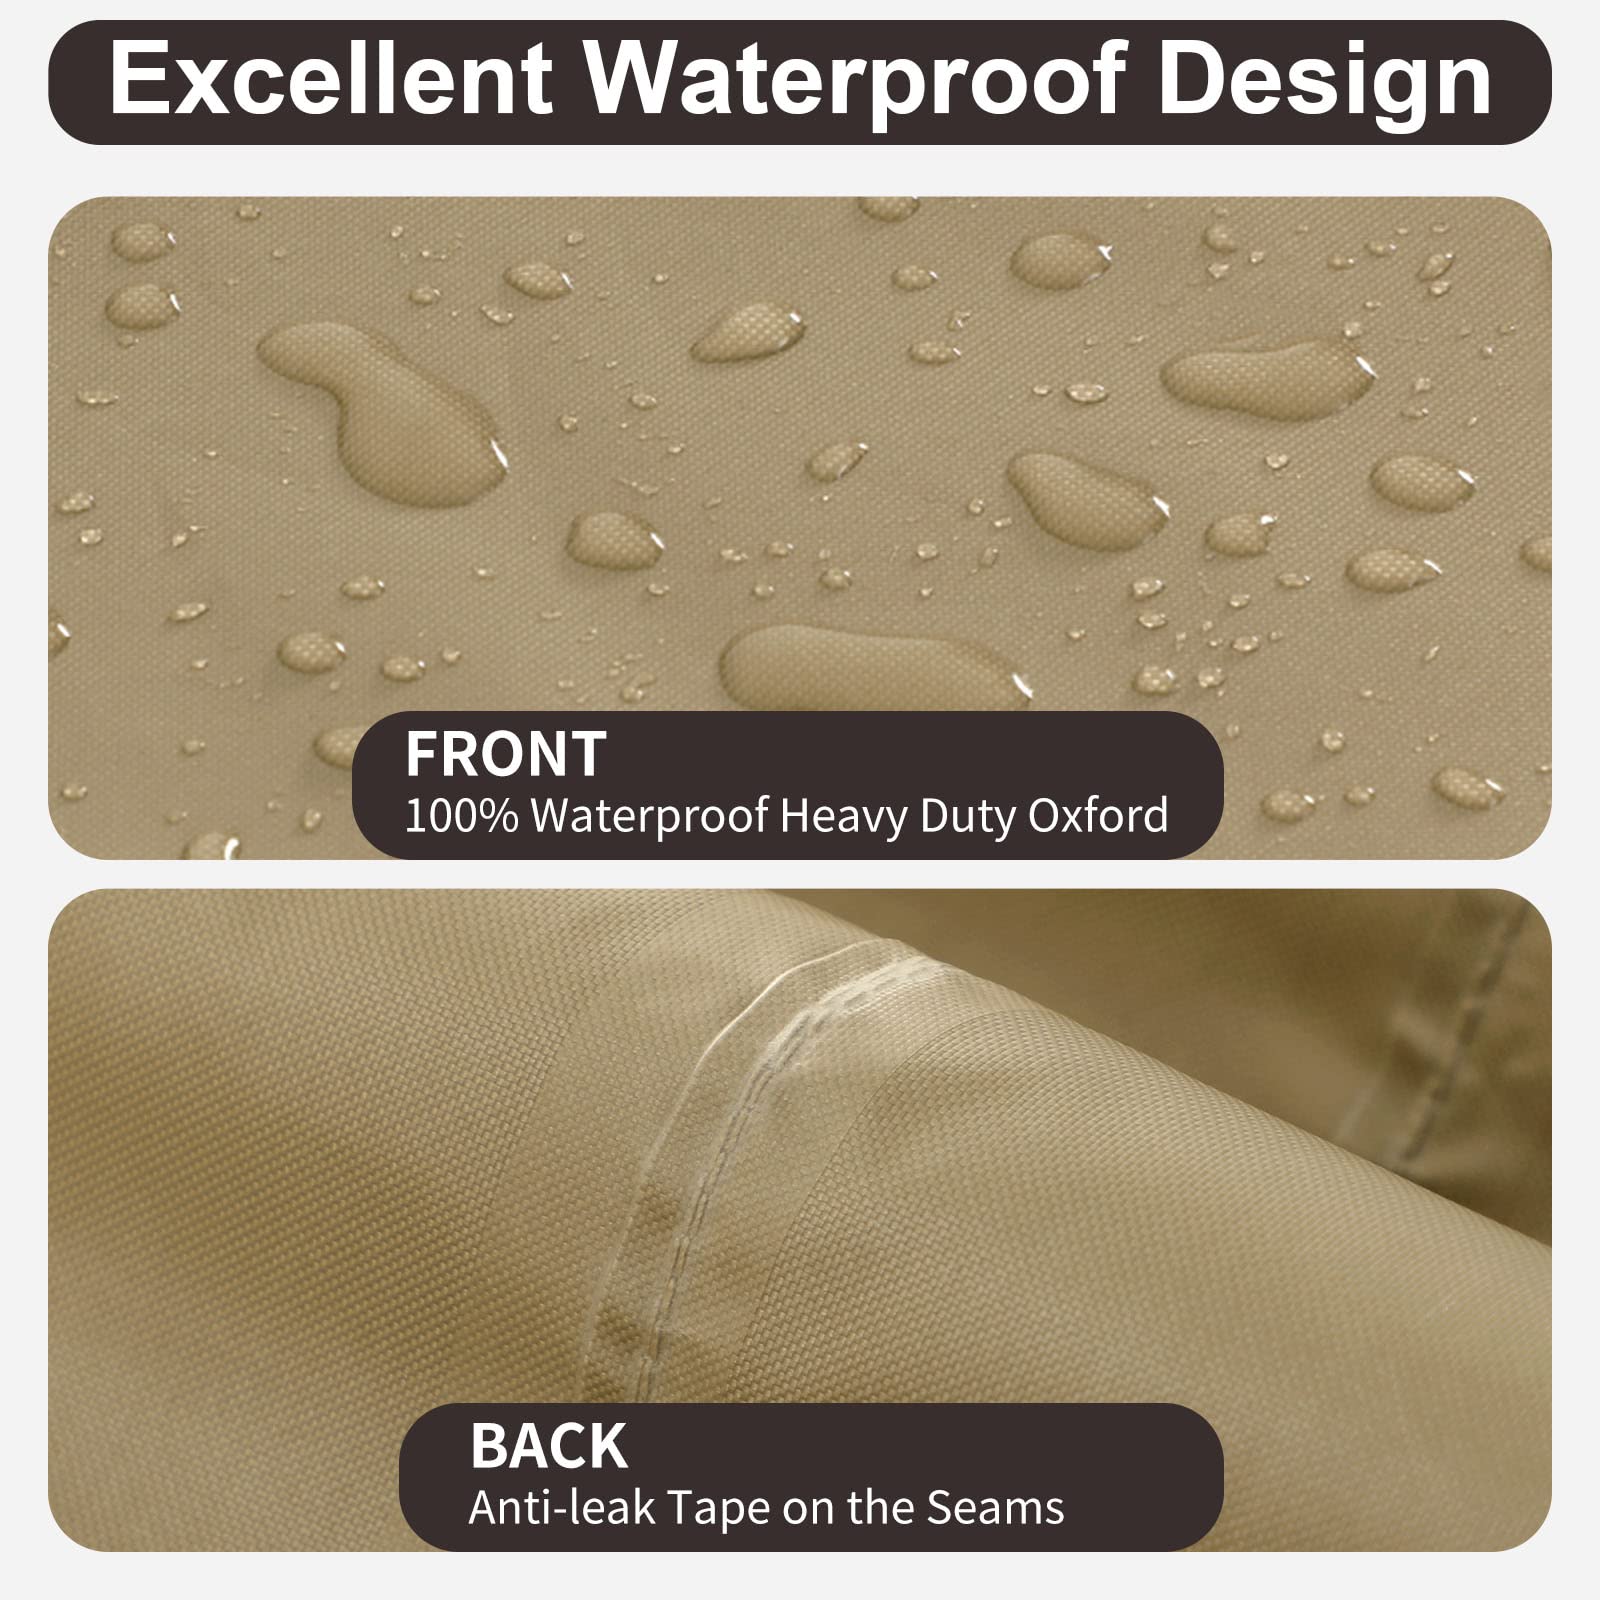 Excellent Waterproof Design
FRONT
100% Waterproof Heavy Duty Oxford
BACK
Anti-leak Tape on the Seams